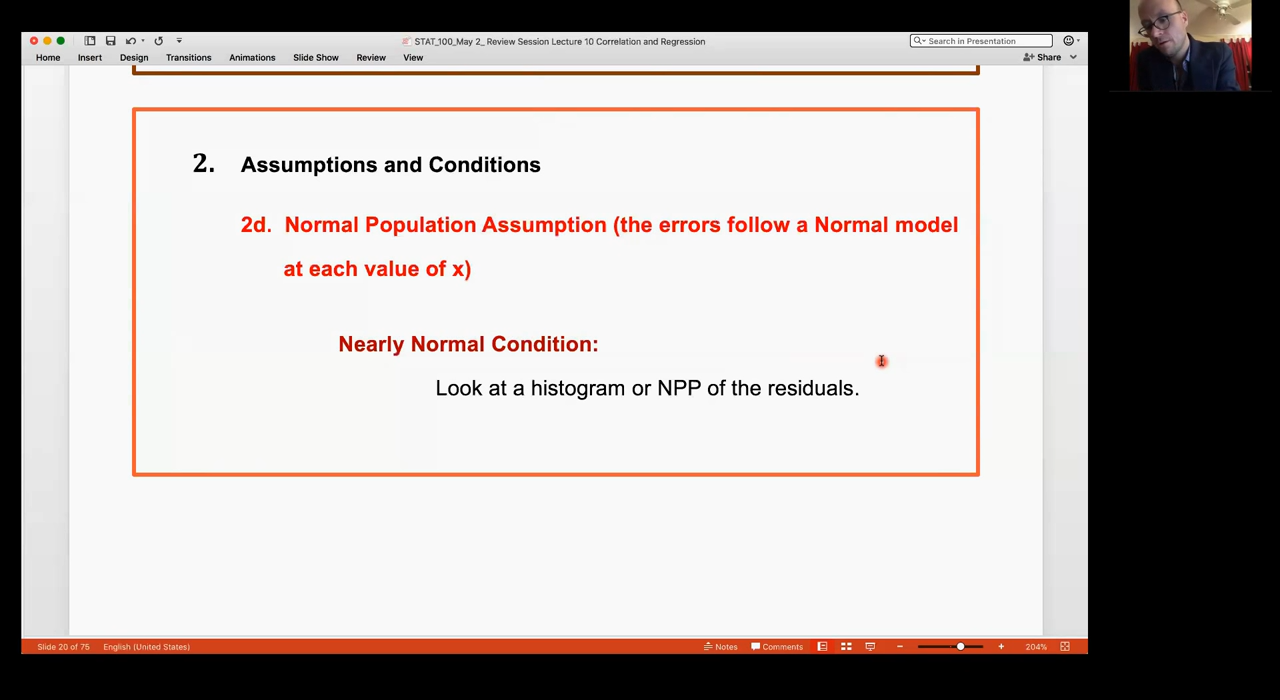 STAT_100_May 2_ Review Session Lecture 10 Correlation and Regression
Search in Presentation
Home Insert Design Transitions Animations Slide Show Review View
Share
2. Assumptions and Conditions
2d. Normal Population Assumption (the errors follow a Normal model
at each value of x)
Nearly Normal Condition:
Look at a histogram or NPP of the residuals.
Slide 20 of 75 English (United States) Notes Comments 204%